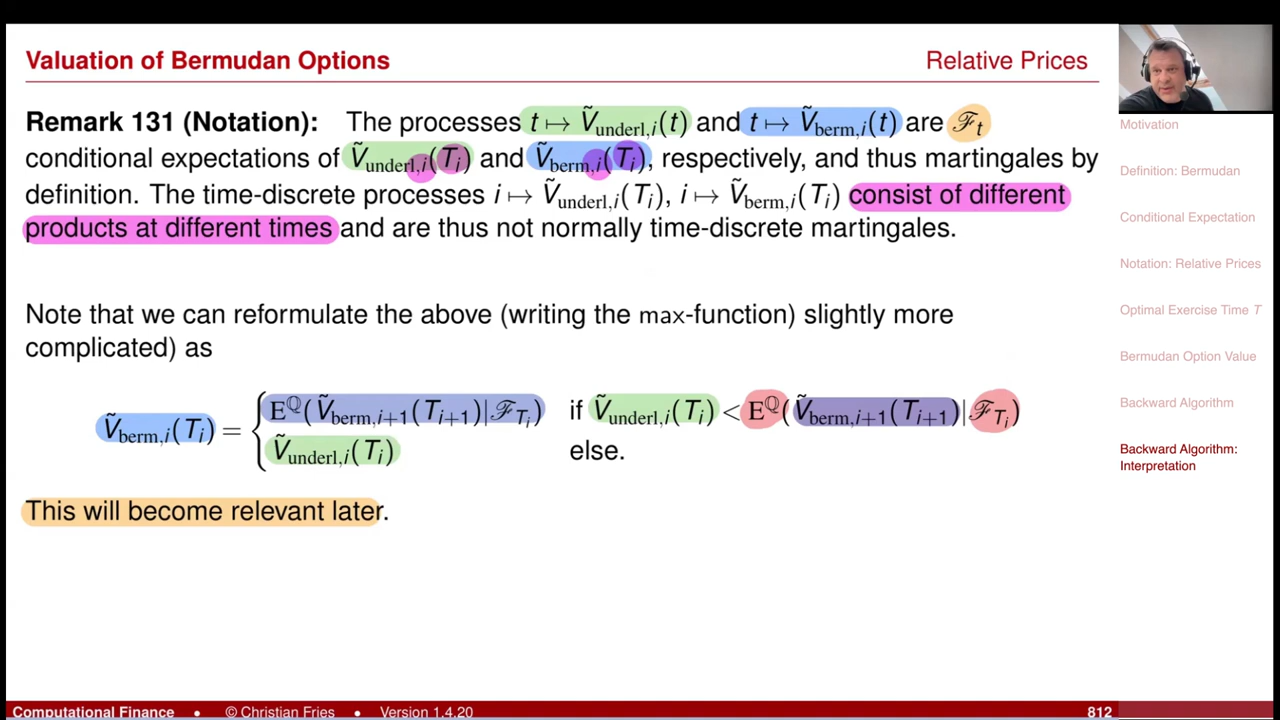 Valuation of Bermudan Options
Relative Prices
Remark 131 (Notation): The processes t ↦ Ṽunderl,i(t) and t ↦ Ṽberm,i(t) are ℱt
conditional expectations of Ṽunderl,i(Ti) and Ṽberm,i(Ti), respectively, and thus martingales by
definition. The time-discrete processes i ↦ Ṽunderl,i(Ti), i ↦ Ṽberm,i(Ti) consist of different
products at different times and are thus not normally time-discrete martingales.
Note that we can reformulate the above (writing the max-function) slightly more
complicated) as
Ṽberm,i(Ti) = { E^ℚ(Ṽberm,i+1(Ti+1)|ℱTi) if Ṽunderl,i(Ti) < E^ℚ(Ṽberm,i+1(Ti+1)|ℱTi)
Ṽunderl,i(Ti) else.
This will become relevant later.
Motivation
Definition: Bermudan
Conditional Expectation
Notation: Relative Prices
Optimal Exercise Time T
Bermudan Option Value
Backward Algorithm
Backward Algorithm:
Interpretation
Computational Finance • © Christian Fries • Version 1.4.20
812